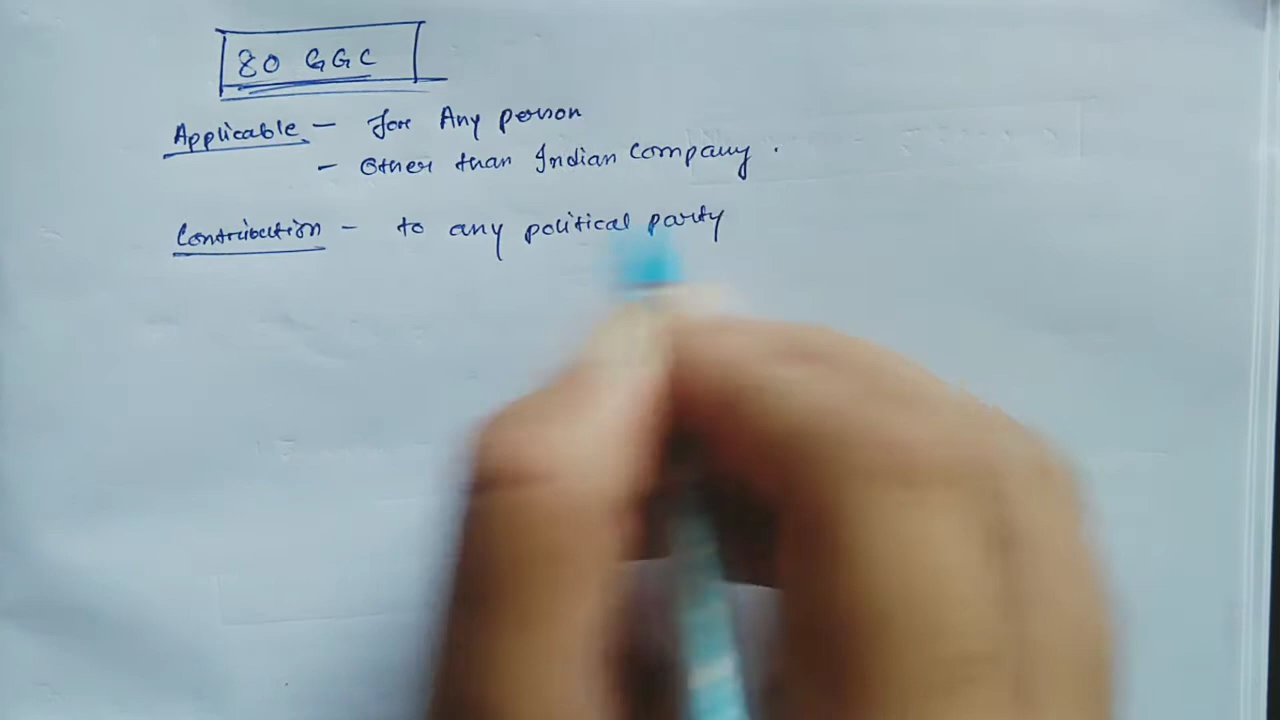 80 GGC
Applicable - for Any person
- Other than Indian Company.
Contribution - to any political party